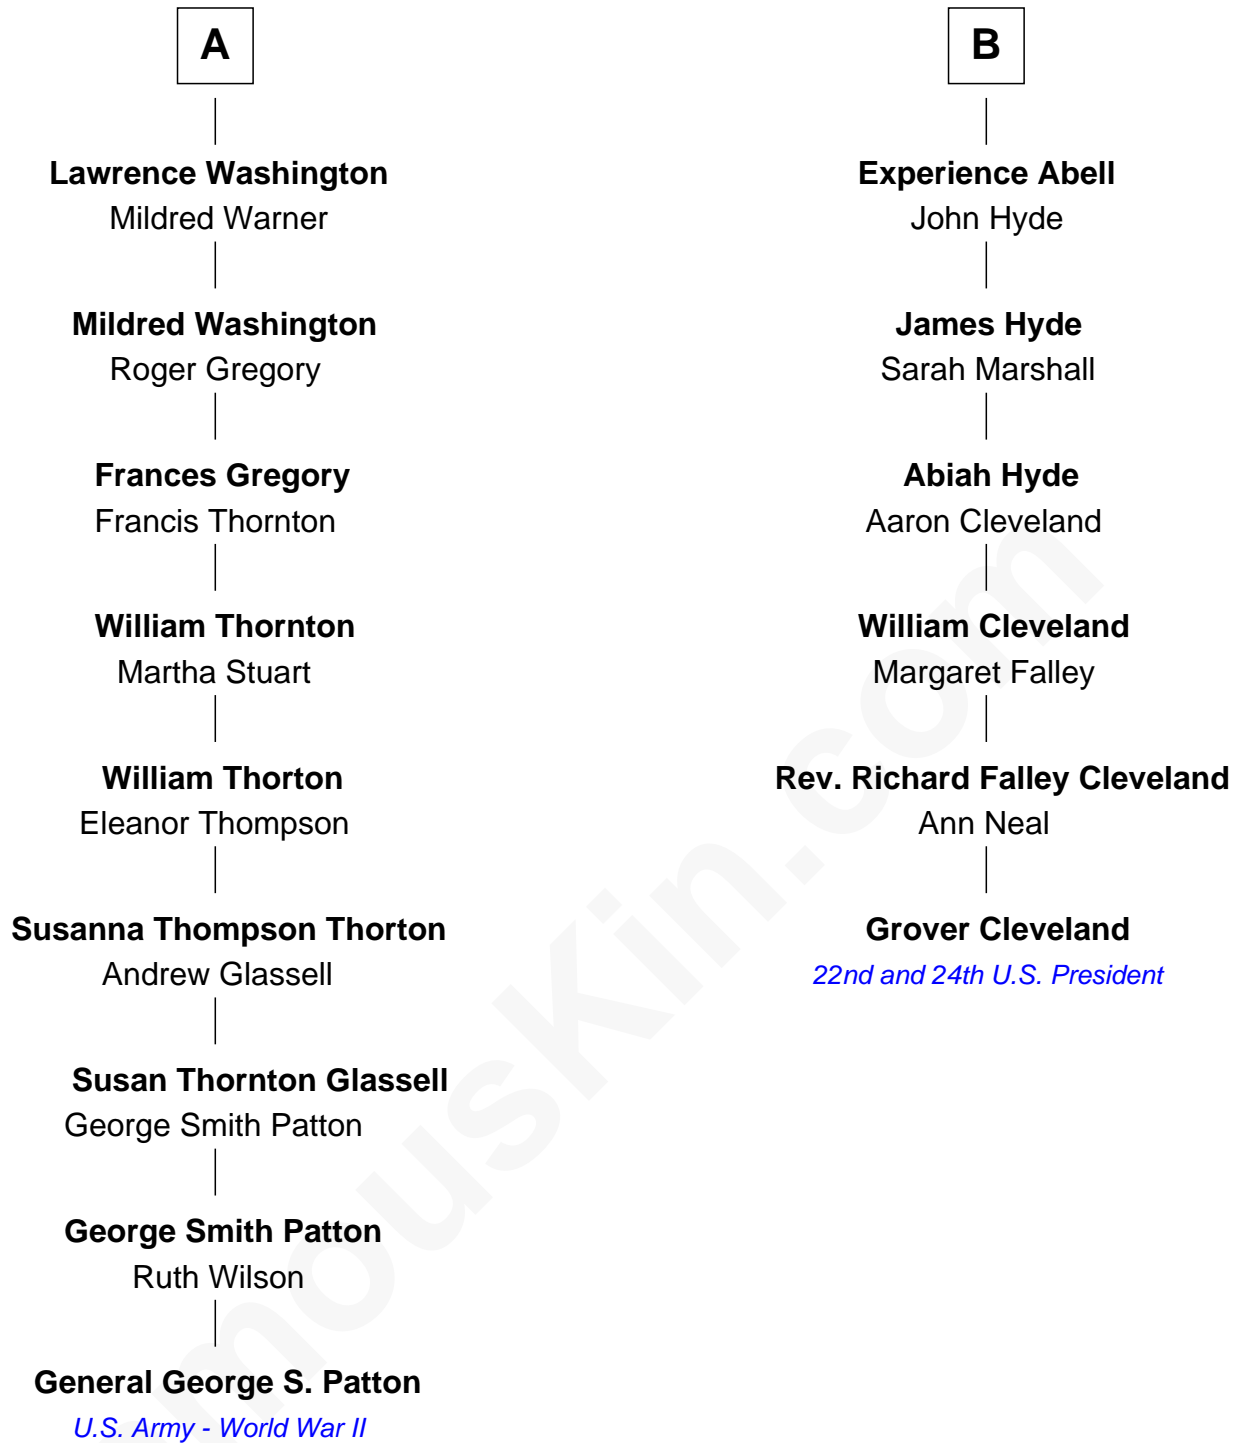 A
Lawrence Washington
Mildred Warner
Mildred Washington
Roger Gregory
Frances Gregory
Francis Thornton
William Thornton
Martha Stuart
William Thorton
Eleanor Thompson
Susanna Thompson Thorton
Andrew Glassell
Susan Thornton Glassell
George Smith Patton
George Smith Patton
Ruth Wilson
General George S. Patton
U.S. Army - World War II
B
Experience Abell
John Hyde
James Hyde
Sarah Marshall
Abiah Hyde
Aaron Cleveland
William Cleveland
Margaret Falley
Rev. Richard Falley Cleveland
Ann Neal
Grover Cleveland
22nd and 24th U.S. President
mousKin.com